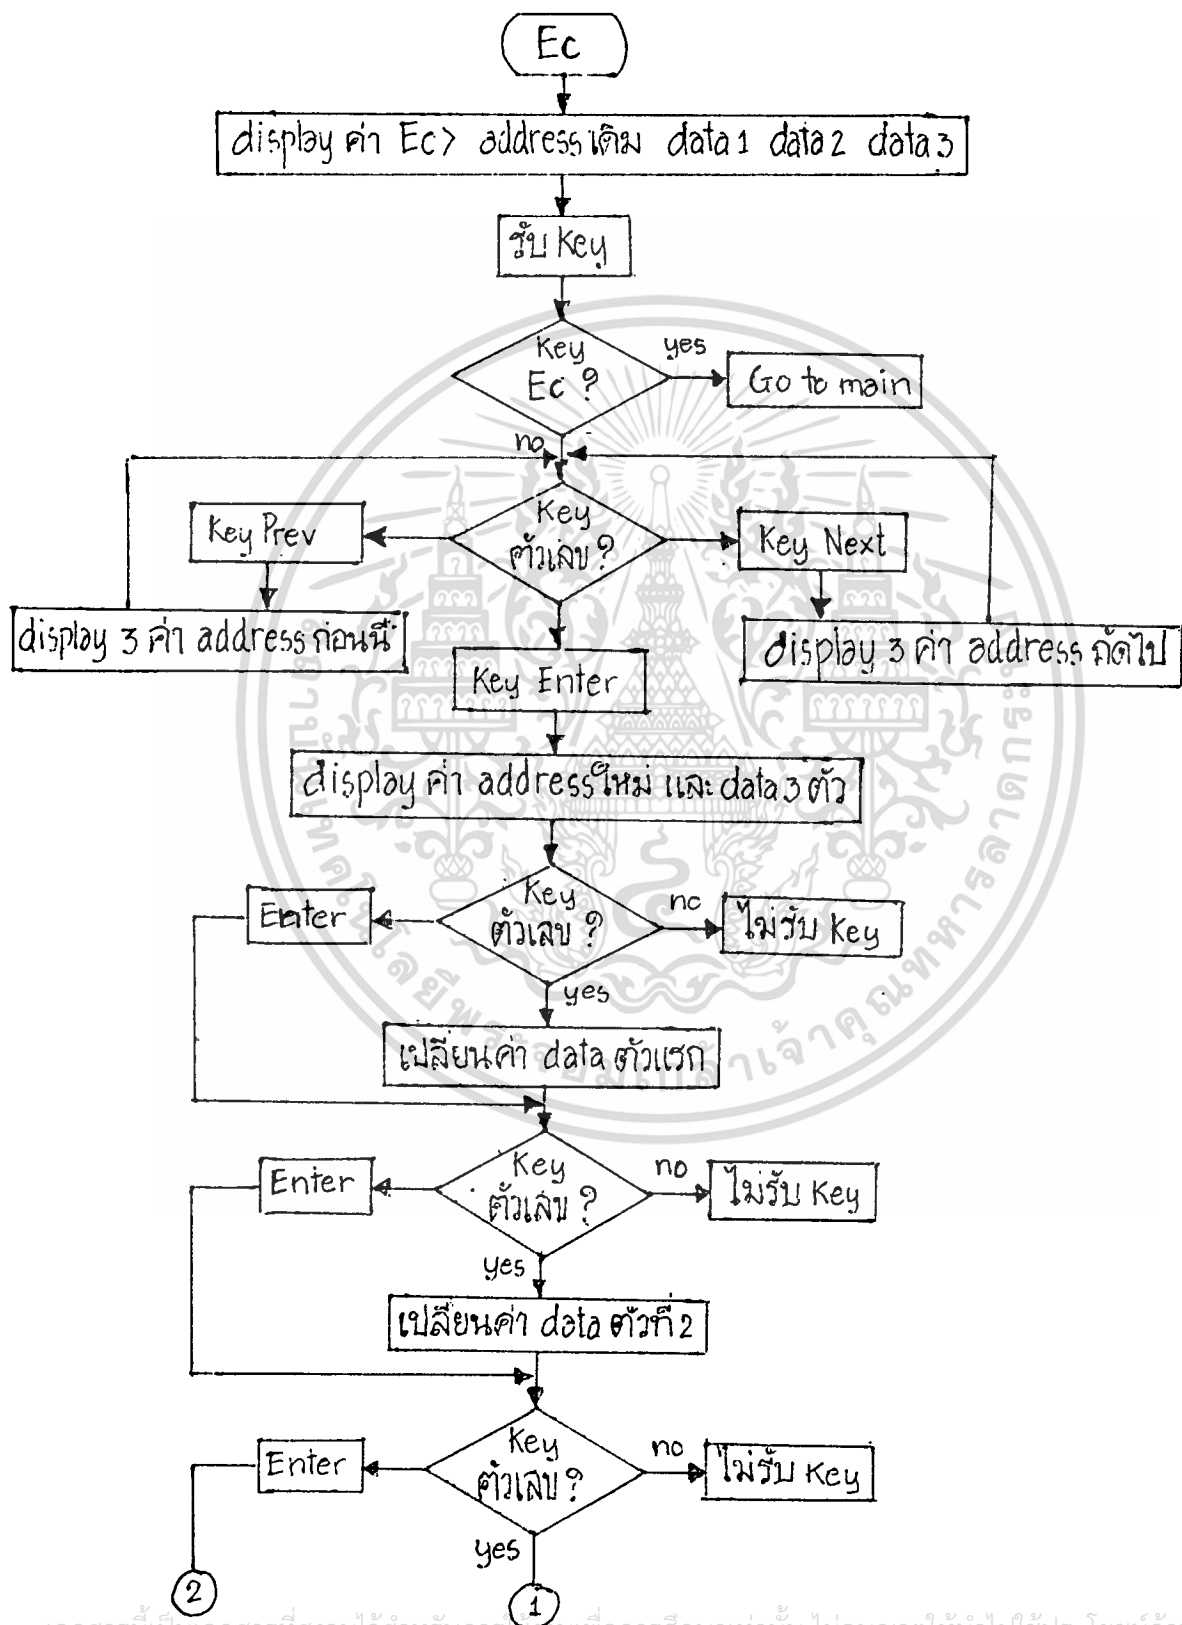 Ec
display ค่า Ec> address เดิม data1 data2 data3
รับ Key
Key
Ec ?
yes
Go to main
no
Key Prev
Key
ตัวเลข ?
Key Next
display 3 ค่า address ก่อนนี้
display 3 ค่า address ถัดไป
Key Enter
display ค่า address ใหม่ และ data 3 ตัว
Enter
Key
ตัวเลข ?
no
ไม่รับ Key
yes
เปลี่ยนค่า data ตัวแรก
Enter
Key
ตัวเลข ?
no
ไม่รับ Key
yes
เปลี่ยนค่า data ตัวที่ 2
Enter
Key
ตัวเลข ?
no
ไม่รับ Key
yes
2
1